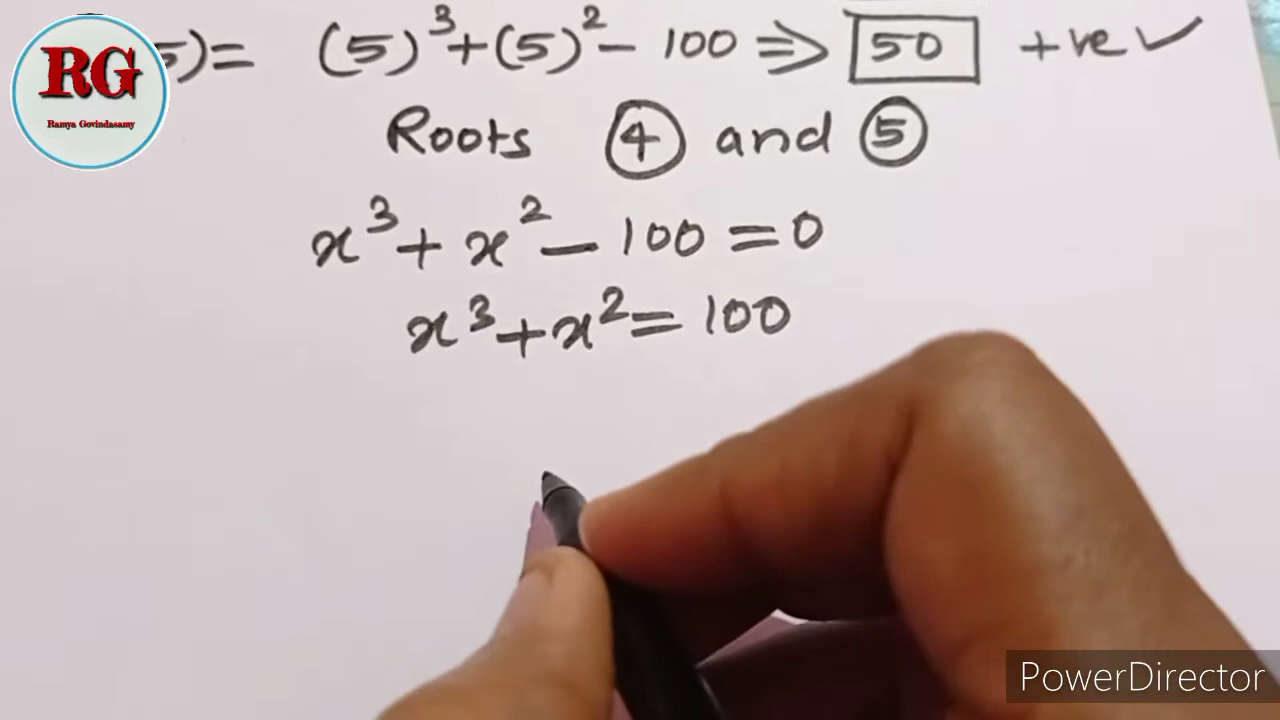 RG
Ramya Govindasamy
5) = (5)³ + (5)² - 100 ⇒ 50 +ve ✓
Roots 4 and 5
x³ + x² - 100 = 0
x³ + x² = 100
PowerDirector